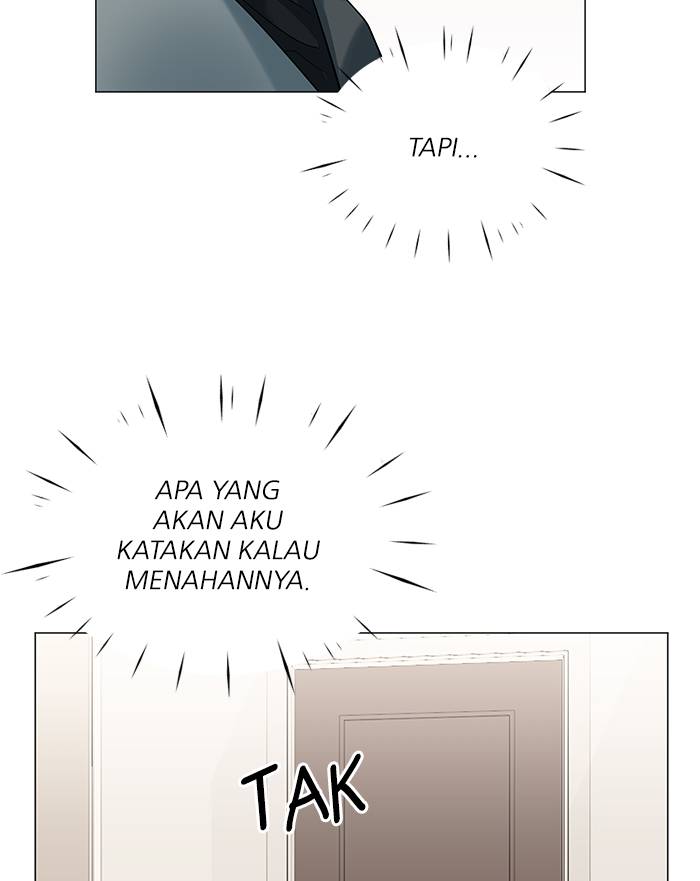 TAPI...
APA YANG
AKAN AKU
KATAKAN KALAU
MENAHANNYA.
TAK